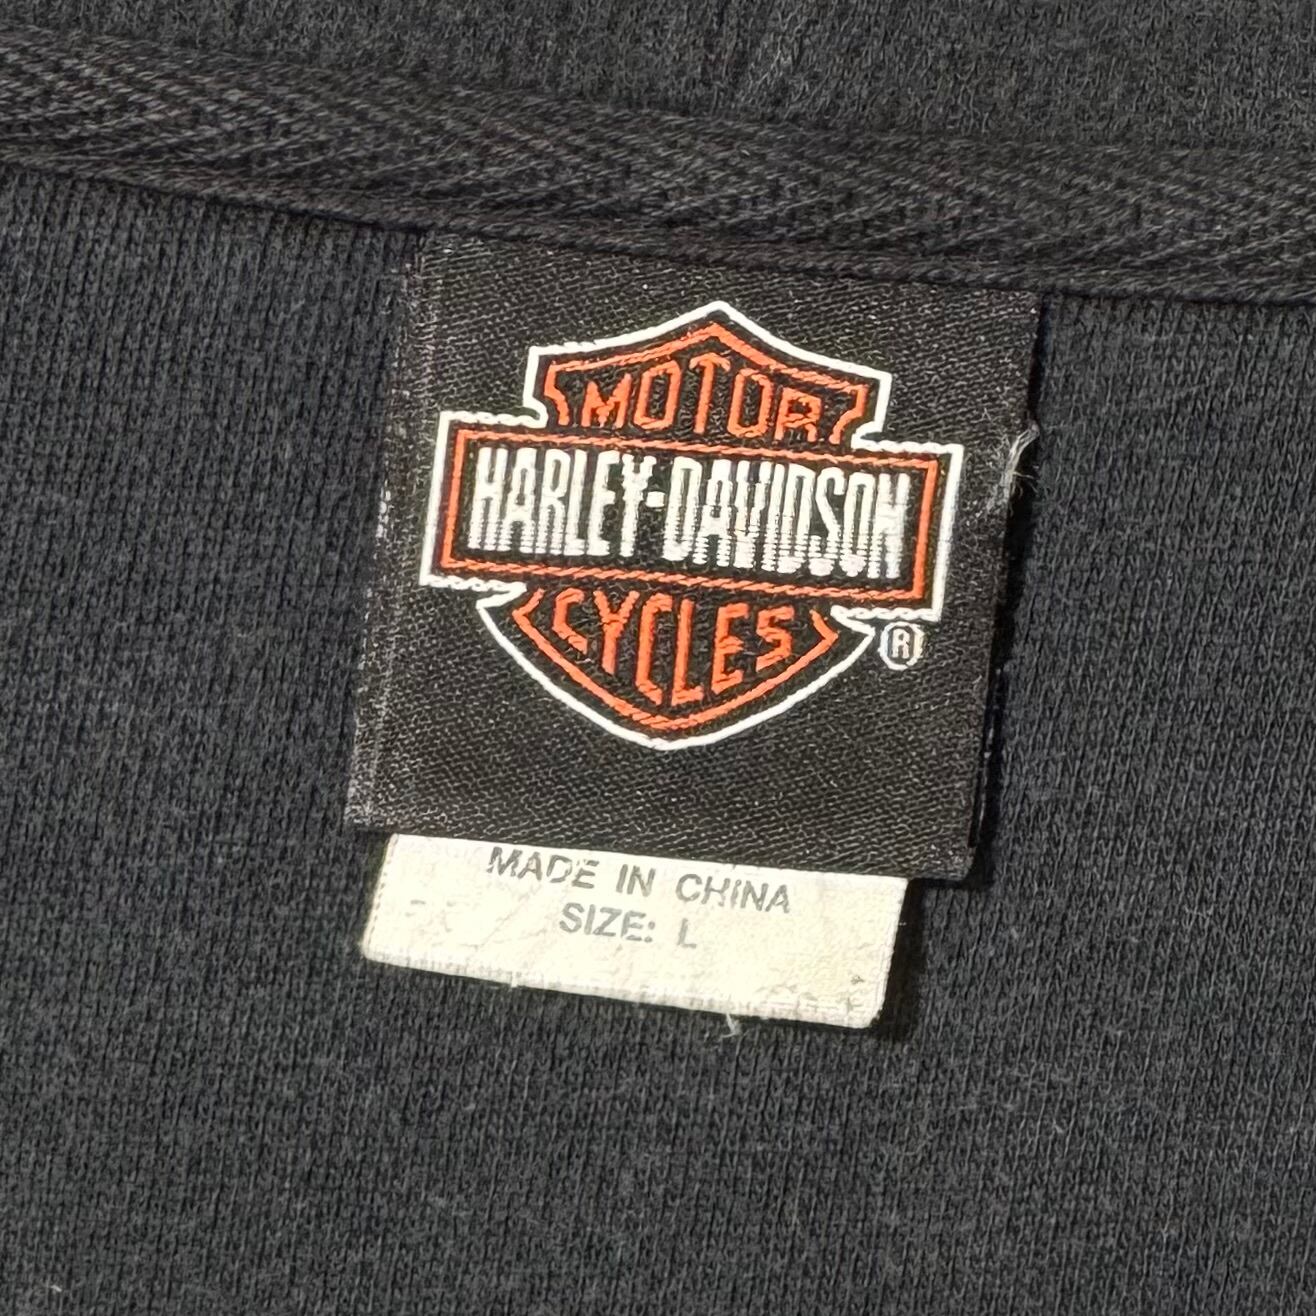 MOTOR
HARLEY-DAVIDSON
CYCLES
®
MADE IN CHINA
SIZE: L